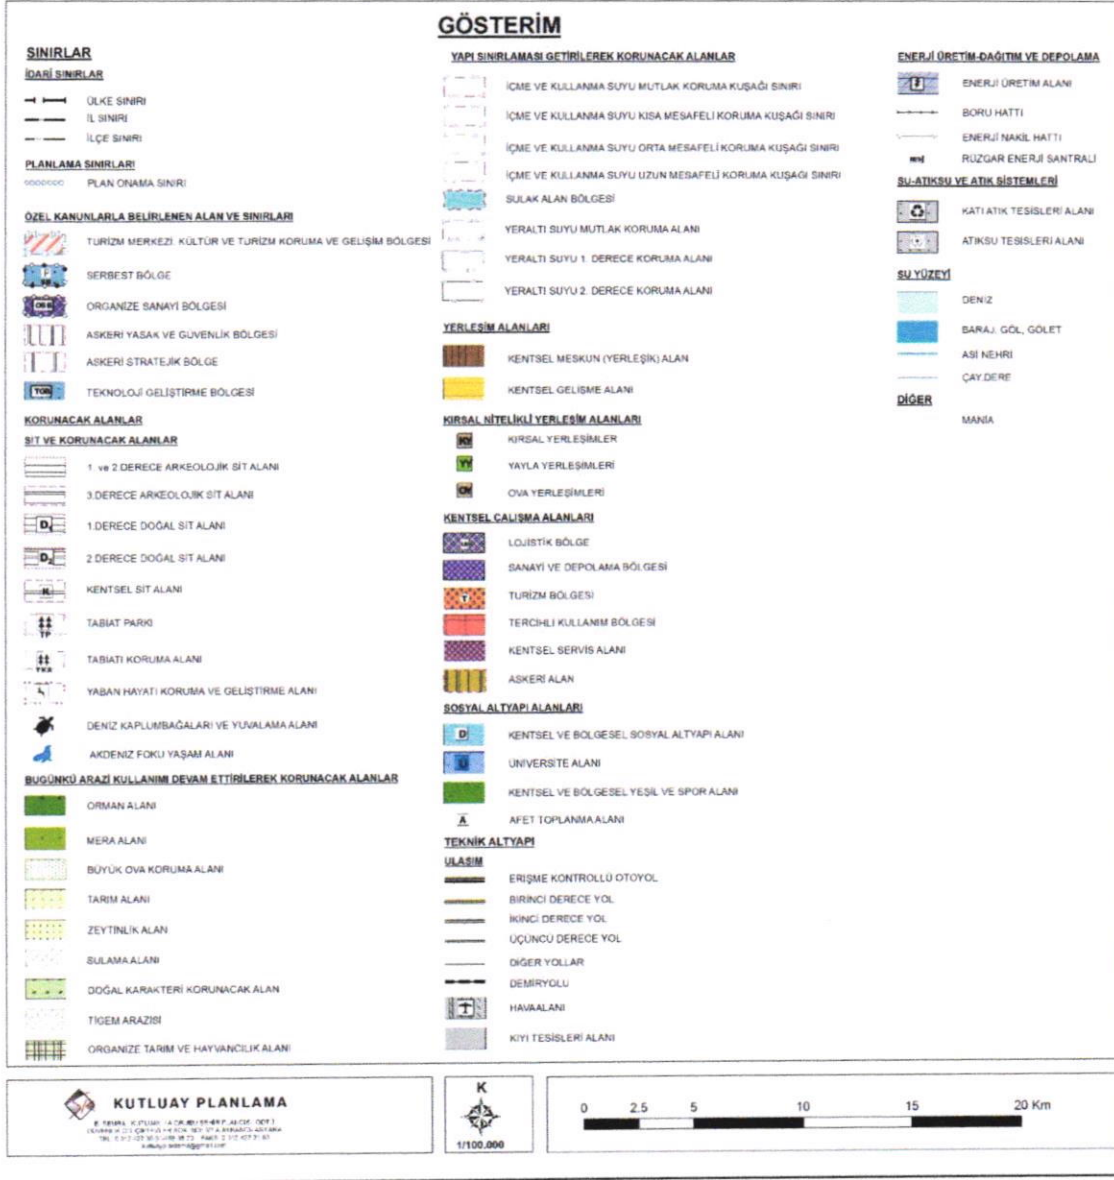 GÖSTERİM
SINIRLAR
İDARİ SINIRLAR
ÜLKE SINIRI
İL SINIRI
İLÇE SINIRI
PLANLAMA SINIRLARI
PLAN ONAMA SINIRI
ÖZEL KANUNLARLA BELİRLENEN ALAN VE SINIRLARI
TURİZM MERKEZİ, KÜLTÜR VE TURİZM KORUMA VE GELİŞİM BÖLGESİ
SERBEST BÖLGE
OSB
ORGANİZE SANAYİ BÖLGESİ
ASKERİ YASAK VE GÜVENLİK BÖLGESİ
ASKERİ STRATEJİK BÖLGE
TGB
TEKNOLOJİ GELİŞTİRME BÖLGESİ
KORUNACAK ALANLAR
SİT VE KORUNACAK ALANLAR
1. ve 2.DERECE ARKEOLOJİK SİT ALANI
3.DERECE ARKEOLOJİK SİT ALANI
D1
1.DERECE DOĞAL SİT ALANI
D2
2.DERECE DOĞAL SİT ALANI
K
KENTSEL SİT ALANI
TP
TABİAT PARKI
TKA
TABİATI KORUMA ALANI
YABAN HAYATI KORUMA VE GELİŞTİRME ALANI
DENİZ KAPLUMBAĞALARI VE YUVALAMA ALANI
AKDENİZ FOKU YAŞAM ALANI
BUGÜNKÜ ARAZİ KULLANIMI DEVAM ETTİRİLEREK KORUNACAK ALANLAR
ORMAN ALANI
MERA ALANI
BÜYÜK OVA KORUMA ALANI
TARIM ALANI
ZEYTİNLİK ALAN
SULAMA ALANI
DOĞAL KARAKTERİ KORUNACAK ALAN
TİGEM ARAZİSİ
ORGANİZE TARIM VE HAYVANCILIK ALANI
YAPI SINIRLAMASI GETİRİLEREK KORUNACAK ALANLAR
İÇME VE KULLANMA SUYU MUTLAK KORUMA KUŞAĞI SINIRI
İÇME VE KULLANMA SUYU KISA MESAFELİ KORUMA KUŞAĞI SINIRI
İÇME VE KULLANMA SUYU ORTA MESAFELİ KORUMA KUŞAĞI SINIRI
İÇME VE KULLANMA SUYU UZUN MESAFELİ KORUMA KUŞAĞI SINIRI
SULAK ALAN BÖLGESİ
YERALTI SUYU MUTLAK KORUMA ALANI
YERALTI SUYU 1. DERECE KORUMA ALANI
YERALTI SUYU 2. DERECE KORUMA ALANI
YERLEŞİM ALANLARI
KENTSEL MESKUN (YERLEŞİK) ALAN
KENTSEL GELİŞME ALANI
KIRSAL NİTELİKLİ YERLEŞİM ALANLARI
KY
KIRSAL YERLEŞİMLER
YY
YAYLA YERLEŞİMLERİ
OY
OVA YERLEŞİMLERİ
KENTSEL ÇALIŞMA ALANLARI
LOJİSTİK BÖLGE
SANAYİ VE DEPOLAMA BÖLGESİ
T
TURİZM BÖLGESİ
TERCİHLİ KULLANIM BÖLGESİ
KENTSEL SERVİS ALANI
ASKERİ ALAN
SOSYAL ALTYAPI ALANLARI
D
KENTSEL VE BÖLGESEL SOSYAL ALTYAPI ALANI
Ü
ÜNİVERSİTE ALANI
KENTSEL VE BÖLGESEL YEŞİL VE SPOR ALANI
A
AFET TOPLANMA ALANI
TEKNİK ALTYAPI
ULAŞIM
ERİŞME KONTROLLÜ OTOYOL
BİRİNCİ DERECE YOL
İKİNCİ DERECE YOL
ÜÇÜNCÜ DERECE YOL
DİĞER YOLLAR
DEMİRYOLU
HAVAALANI
KIYI TESİSLERİ ALANI
ENERJİ ÜRETİM-DAĞITIM VE DEPOLAMA
ENERJİ ÜRETİM ALANI
BORU HATTI
ENERJİ NAKİL HATTI
RES
RÜZGAR ENERJİ SANTRALİ
SU-ATIKSU VE ATIK SİSTEMLERİ
KATI ATIK TESİSLERİ ALANI
ATIKSU TESİSLERİ ALANI
SU YÜZEYİ
DENİZ
BARAJ, GÖL, GÖLET
ASİ NEHRİ
ÇAY,DERE
DİĞER
MANİA
KUTLUAY PLANLAMA
K
1/100.000
0 2.5 5 10 15 20 Km